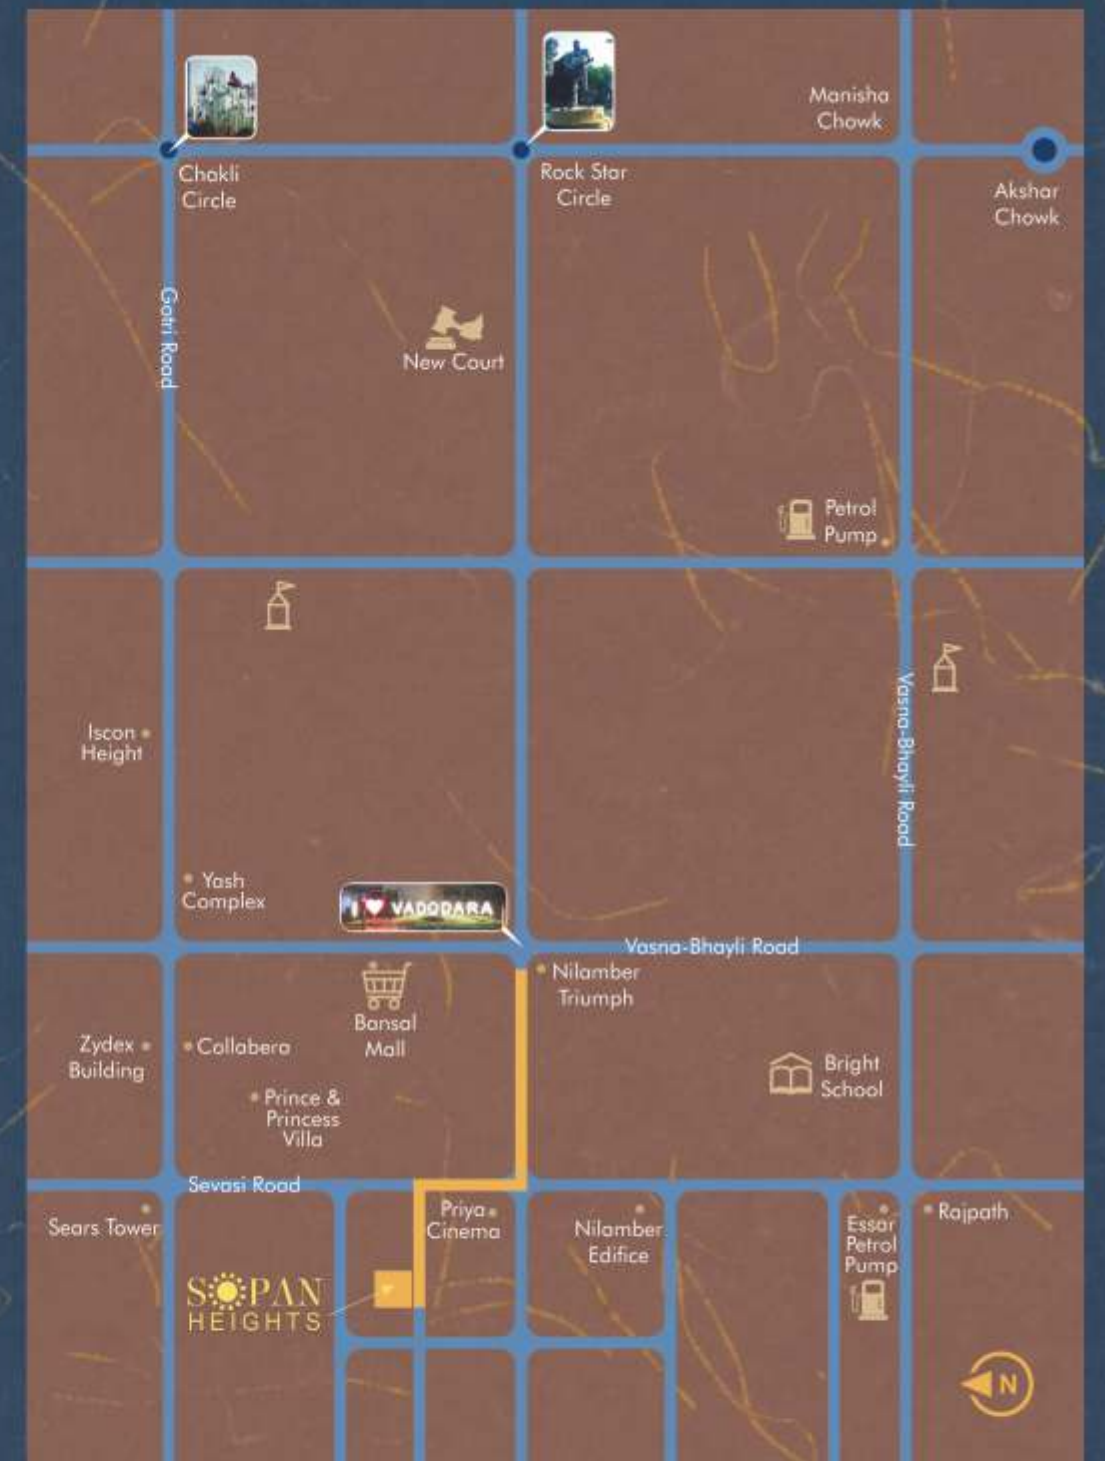 Manisha
Chowk
Chakli
Circle
Rock Star
Circle
Akshar
Chowk
Gotri Road
New Court
Petrol
Pump
Iscon
Height
Vasna-Bhayli Road
Yash
Complex
I ❤ VADODARA
Vasna-Bhayli Road
Nilamber
Triumph
Bansal
Mall
Zydex
Building
Collabera
Bright
School
Prince &
Princess
Villa
Sevasi Road
Sears Tower
Priya
Cinema
Nilamber
Edifice
Essar
Petrol
Pump
Rajpath
SOPAN
HEIGHTS
N